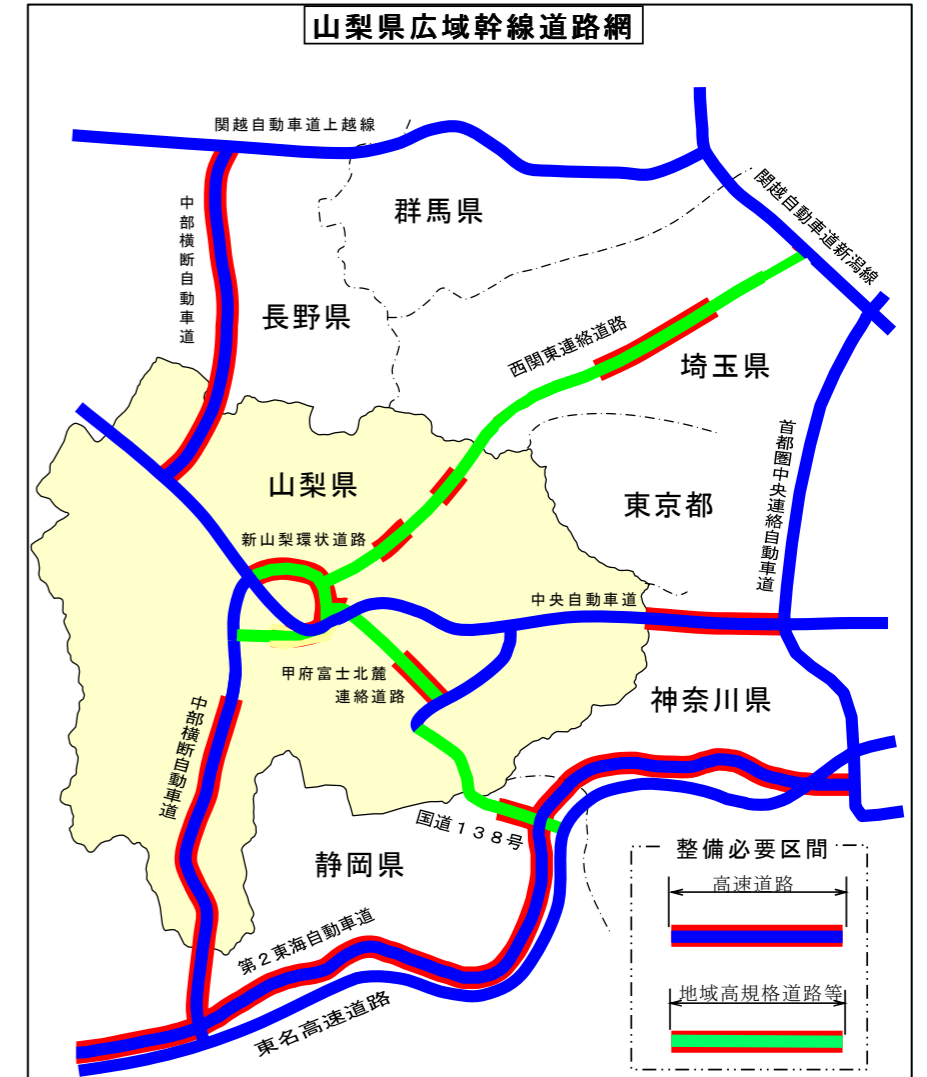 山梨県広域幹線道路網
関越自動車道上越線
群馬県
関越自動車道新潟線
中部横断自動車道
長野県
西関東連絡道路
埼玉県
首都圏中央連絡自動車道
山梨県
東京都
新山梨環状道路
中央自動車道
甲府富士北麓
連絡道路
神奈川県
中部横断自動車道
国道138号
静岡県
第2東海自動車道
東名高速道路
整備必要区間
高速道路
地域高規格道路等